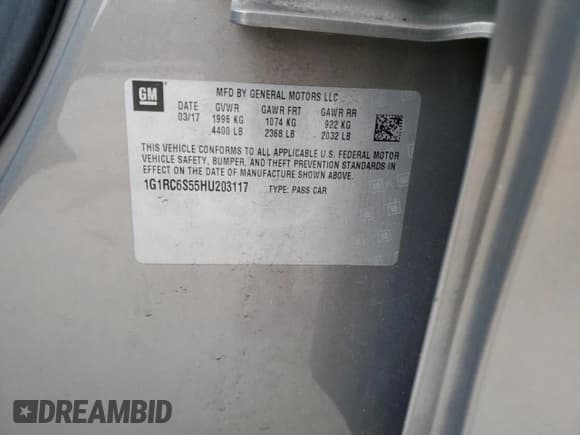 GM
MFD BY GENERAL MOTORS LLC
DATE GVWR GAWR FRT GAWR RR
03/17 1996 KG 1074 KG 922 KG
4400 LB 2368 LB 2032 LB
THIS VEHICLE CONFORMS TO ALL APPLICABLE U.S. FEDERAL MOTOR
VEHICLE SAFETY, BUMPER, AND THEFT PREVENTION STANDARDS IN
EFFECT ON THE DATE OF MANUFACTURE SHOWN ABOVE.
1G1RC6S55HU203117 TYPE: PASS CAR
DREAMBID